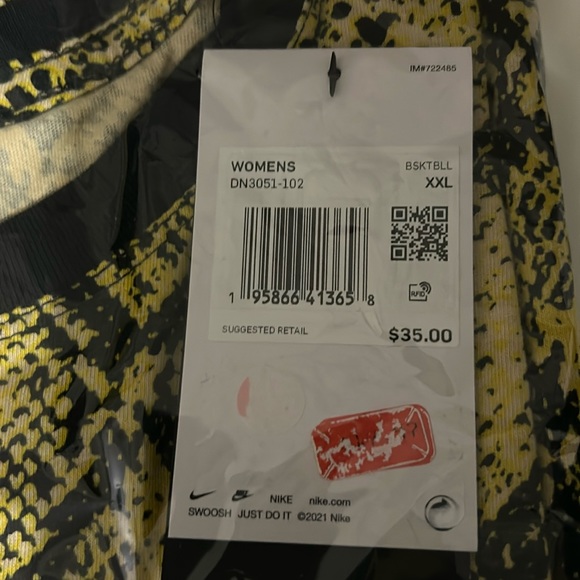 IM#722485
WOMENS BSKTBLL
DN3051-102 XXL
1 95866 41365 8
RFID
SUGGESTED RETAIL
$35.00
NIKE nike.com
SWOOSH JUST DO IT ©2021 Nike